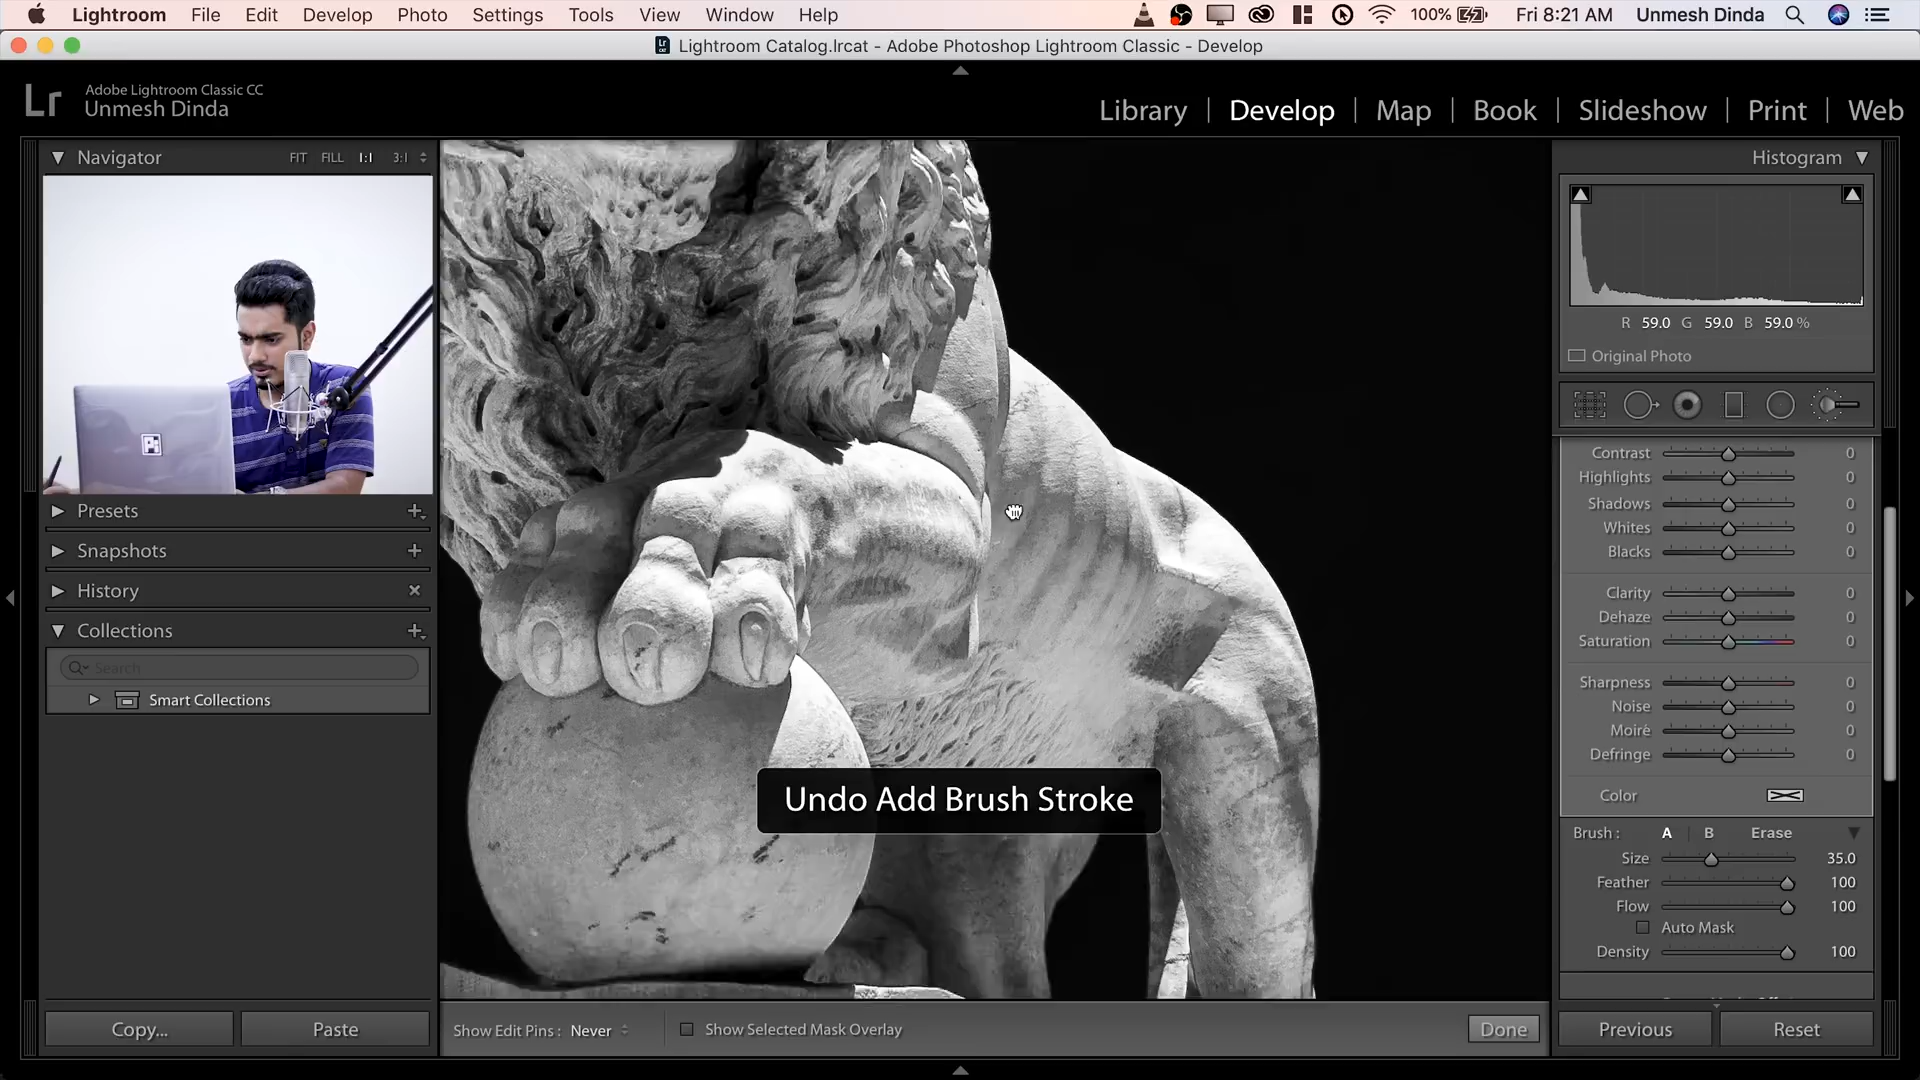 Lightroom File Edit Develop Photo Settings Tools View Window Help 100% Fri 8:21 AM Unmesh Dinda
Lightroom Catalog.lrcat - Adobe Photoshop Lightroom Classic - Develop
Lr Adobe Lightroom Classic CC
Unmesh Dinda
Library | Develop | Map | Book | Slideshow | Print | Web
Navigator FIT FILL 1:1 3:1
Histogram
R 59.0 G 59.0 B 59.0 %
Original Photo
Contrast 0
Highlights 0
Shadows 0
Whites 0
Blacks 0
Clarity 0
Dehaze 0
Saturation 0
Sharpness 0
Noise 0
Moiré 0
Defringe 0
Color
Brush : A | B Erase
Size 35.0
Feather 100
Flow 100
Auto Mask
Density 100
Presets
Snapshots
History
Collections
Search
Smart Collections
Undo Add Brush Stroke
Copy... Paste
Show Edit Pins : Never Show Selected Mask Overlay Done
Previous Reset